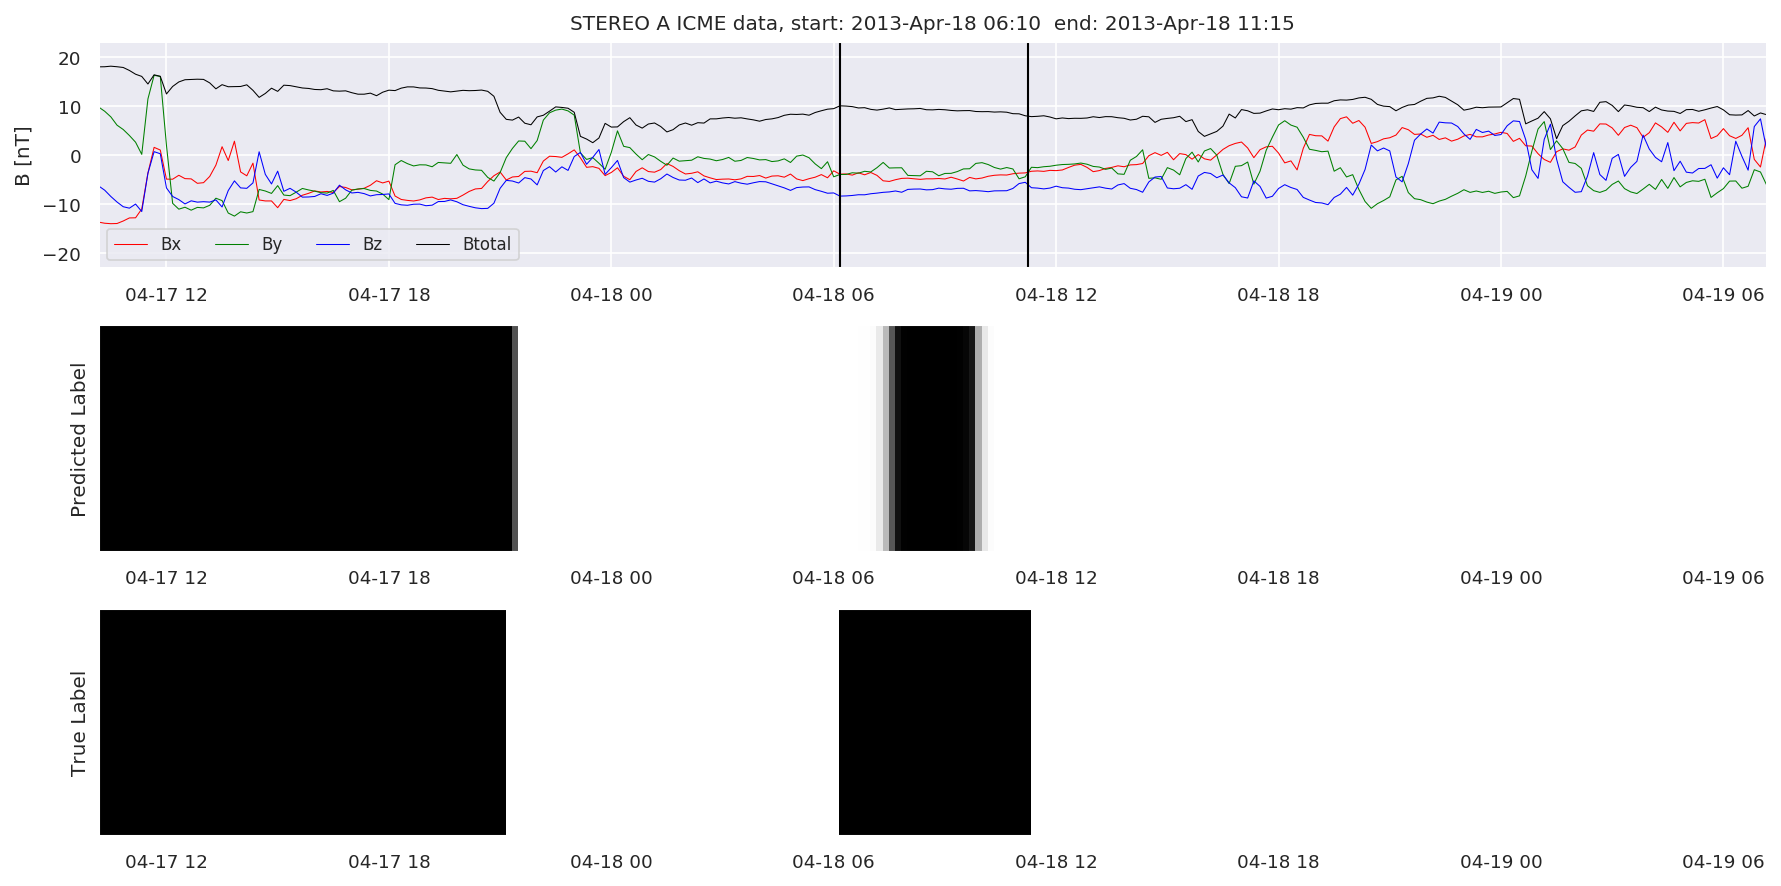 STEREO A ICME data, start: 2013-Apr-18 06:10  end: 2013-Apr-18 11:15
B [nT]
20
10
0
−10
−20
Bx By Bz Btotal
04-17 12 04-17 18 04-18 00 04-18 06 04-18 12 04-18 18 04-19 00 04-19 06
Predicted Label
04-17 12 04-17 18 04-18 00 04-18 06 04-18 12 04-18 18 04-19 00 04-19 06
True Label
04-17 12 04-17 18 04-18 00 04-18 06 04-18 12 04-18 18 04-19 00 04-19 06